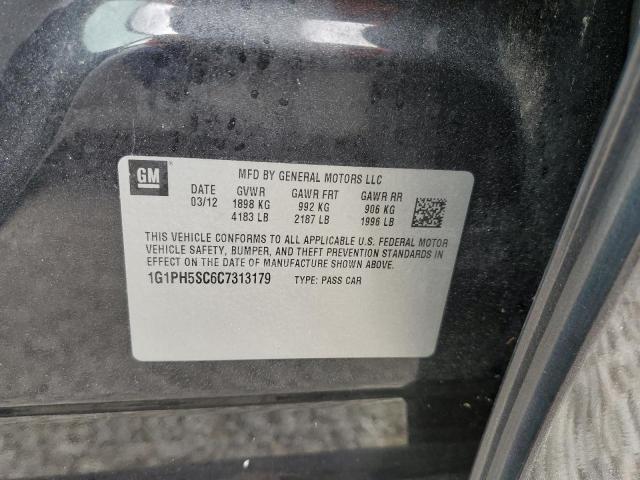 GM
MFD BY GENERAL MOTORS LLC
DATE GVWR GAWR FRT GAWR RR
03/12 1898 KG 992 KG 906 KG
4183 LB 2187 LB 1996 LB
THIS VEHICLE CONFORMS TO ALL APPLICABLE U.S. FEDERAL MOTOR
VEHICLE SAFETY, BUMPER, AND THEFT PREVENTION STANDARDS IN
EFFECT ON THE DATE OF MANUFACTURE SHOWN ABOVE.
1G1PH5SC6C7313179 TYPE: PASS CAR